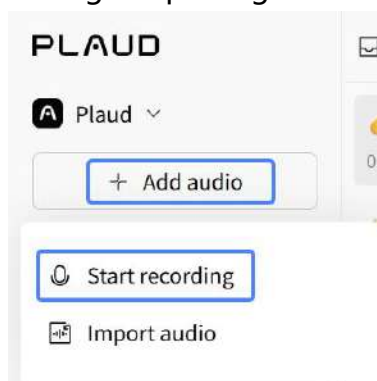 PLAUD
Plaud
+ Add audio
Start recording
Import audio